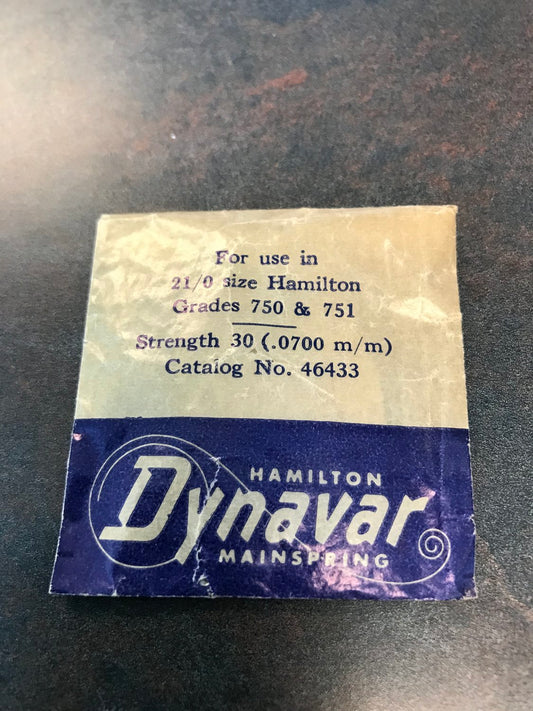 For use in
21/0 size Hamilton
Grades 750 & 751
Strength 30 (.0700 m/m)
Catalog No. 46433
HAMILTON
Dynavar
MAINSPRING